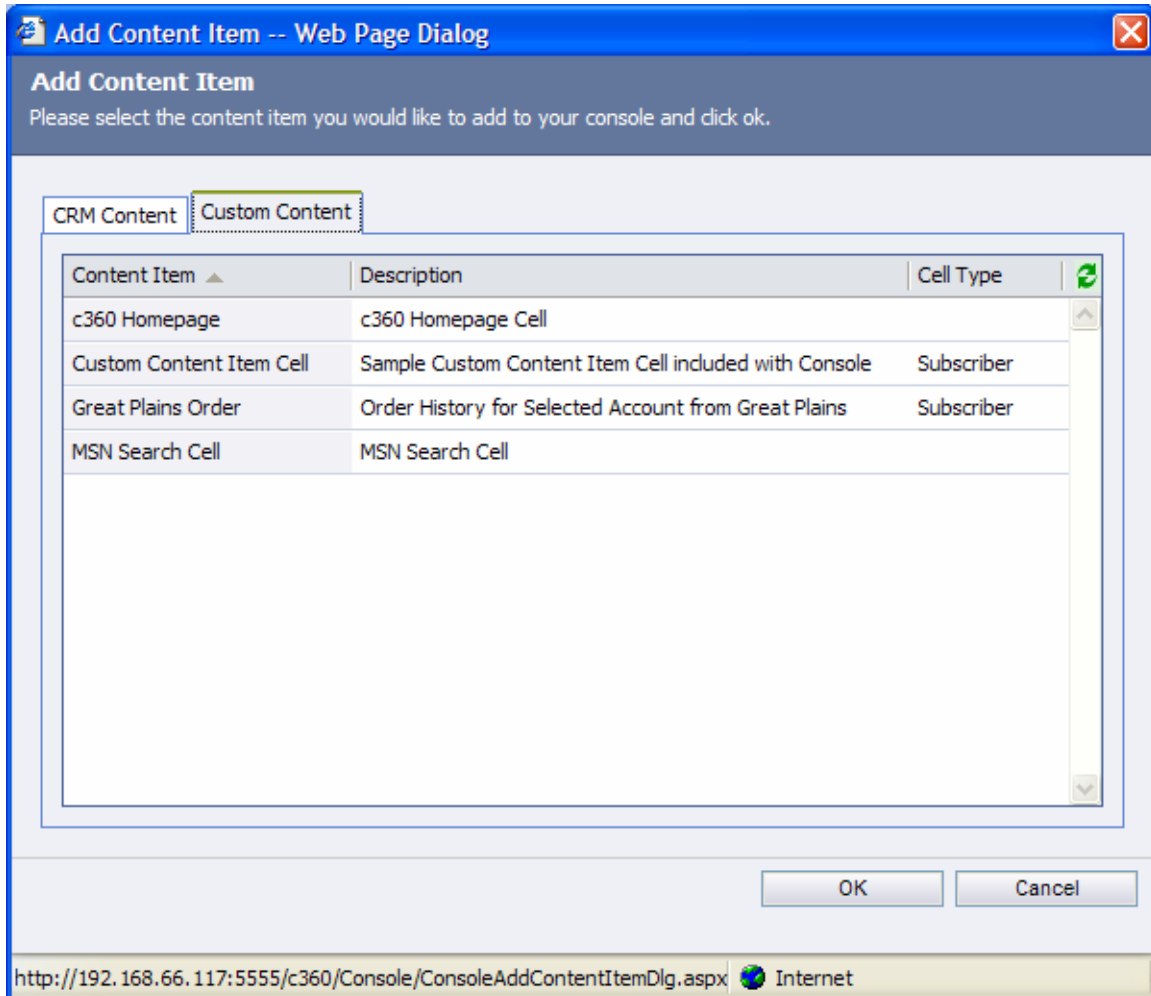 Add Content Item -- Web Page Dialog
Add Content Item
Please select the content item you would like to add to your console and click ok.
CRM Content Custom Content
Content Item Description Cell Type
c360 Homepage c360 Homepage Cell
Custom Content Item Cell Sample Custom Content Item Cell included with Console Subscriber
Great Plains Order Order History for Selected Account from Great Plains Subscriber
MSN Search Cell MSN Search Cell
OK Cancel
http://192.168.66.117:5555/c360/Console/ConsoleAddContentItemDlg.aspx Internet